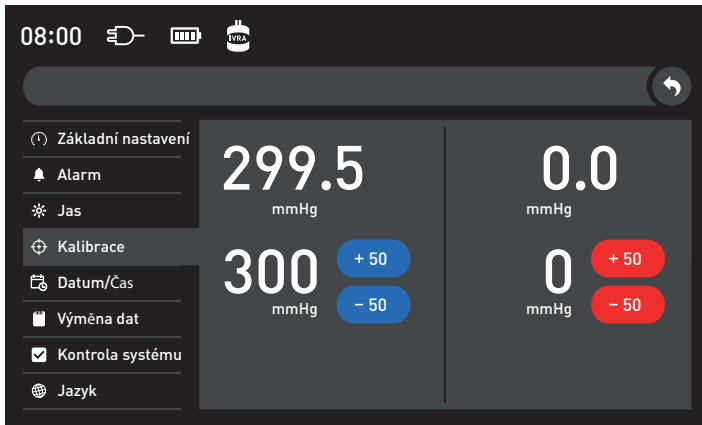 08:00
IVRA
Základní nastavení
Alarm
Jas
Kalibrace
Datum/Čas
Výměna dat
Kontrola systému
Jazyk
299.5
mmHg
300
mmHg
+ 50
− 50
0.0
mmHg
0
mmHg
+ 50
− 50